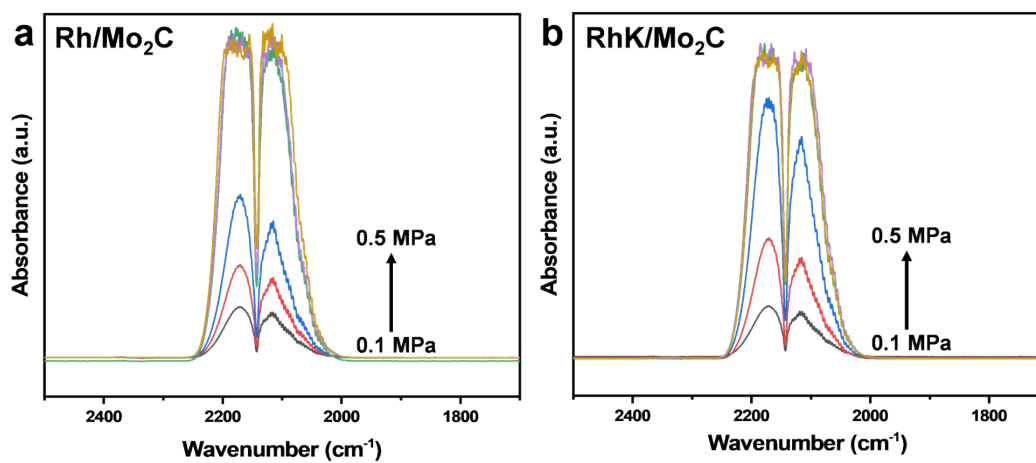 a
Rh/Mo₂C
Absorbance (a.u.)
0.5 MPa
0.1 MPa
2400
2200
2000
1800
Wavenumber (cm⁻¹)
b
RhK/Mo₂C
Absorbance (a.u.)
0.5 MPa
0.1 MPa
2400
2200
2000
1800
Wavenumber (cm⁻¹)